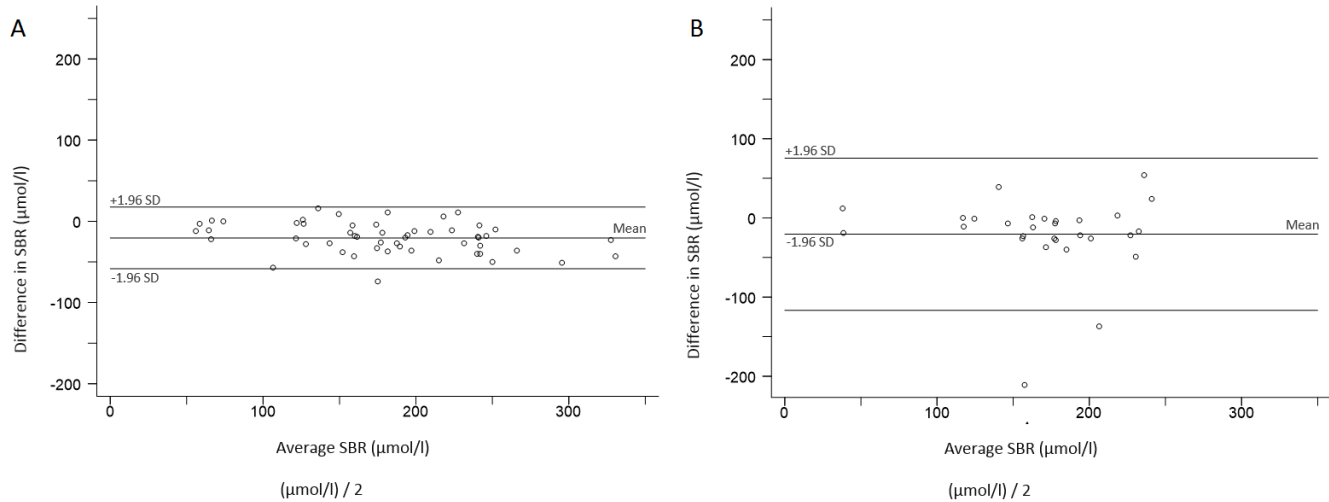 A
Difference in SBR (µmol/l)
200
100
0
-100
-200
+1.96 SD
Mean
-1.96 SD
0
100
200
300
Average SBR (µmol/l)
(µmol/l) / 2
B
Difference in SBR (µmol/l)
200
100
0
-100
-200
+1.96 SD
Mean
-1.96 SD
0
100
200
300
Average SBR (µmol/l)
(µmol/l) / 2